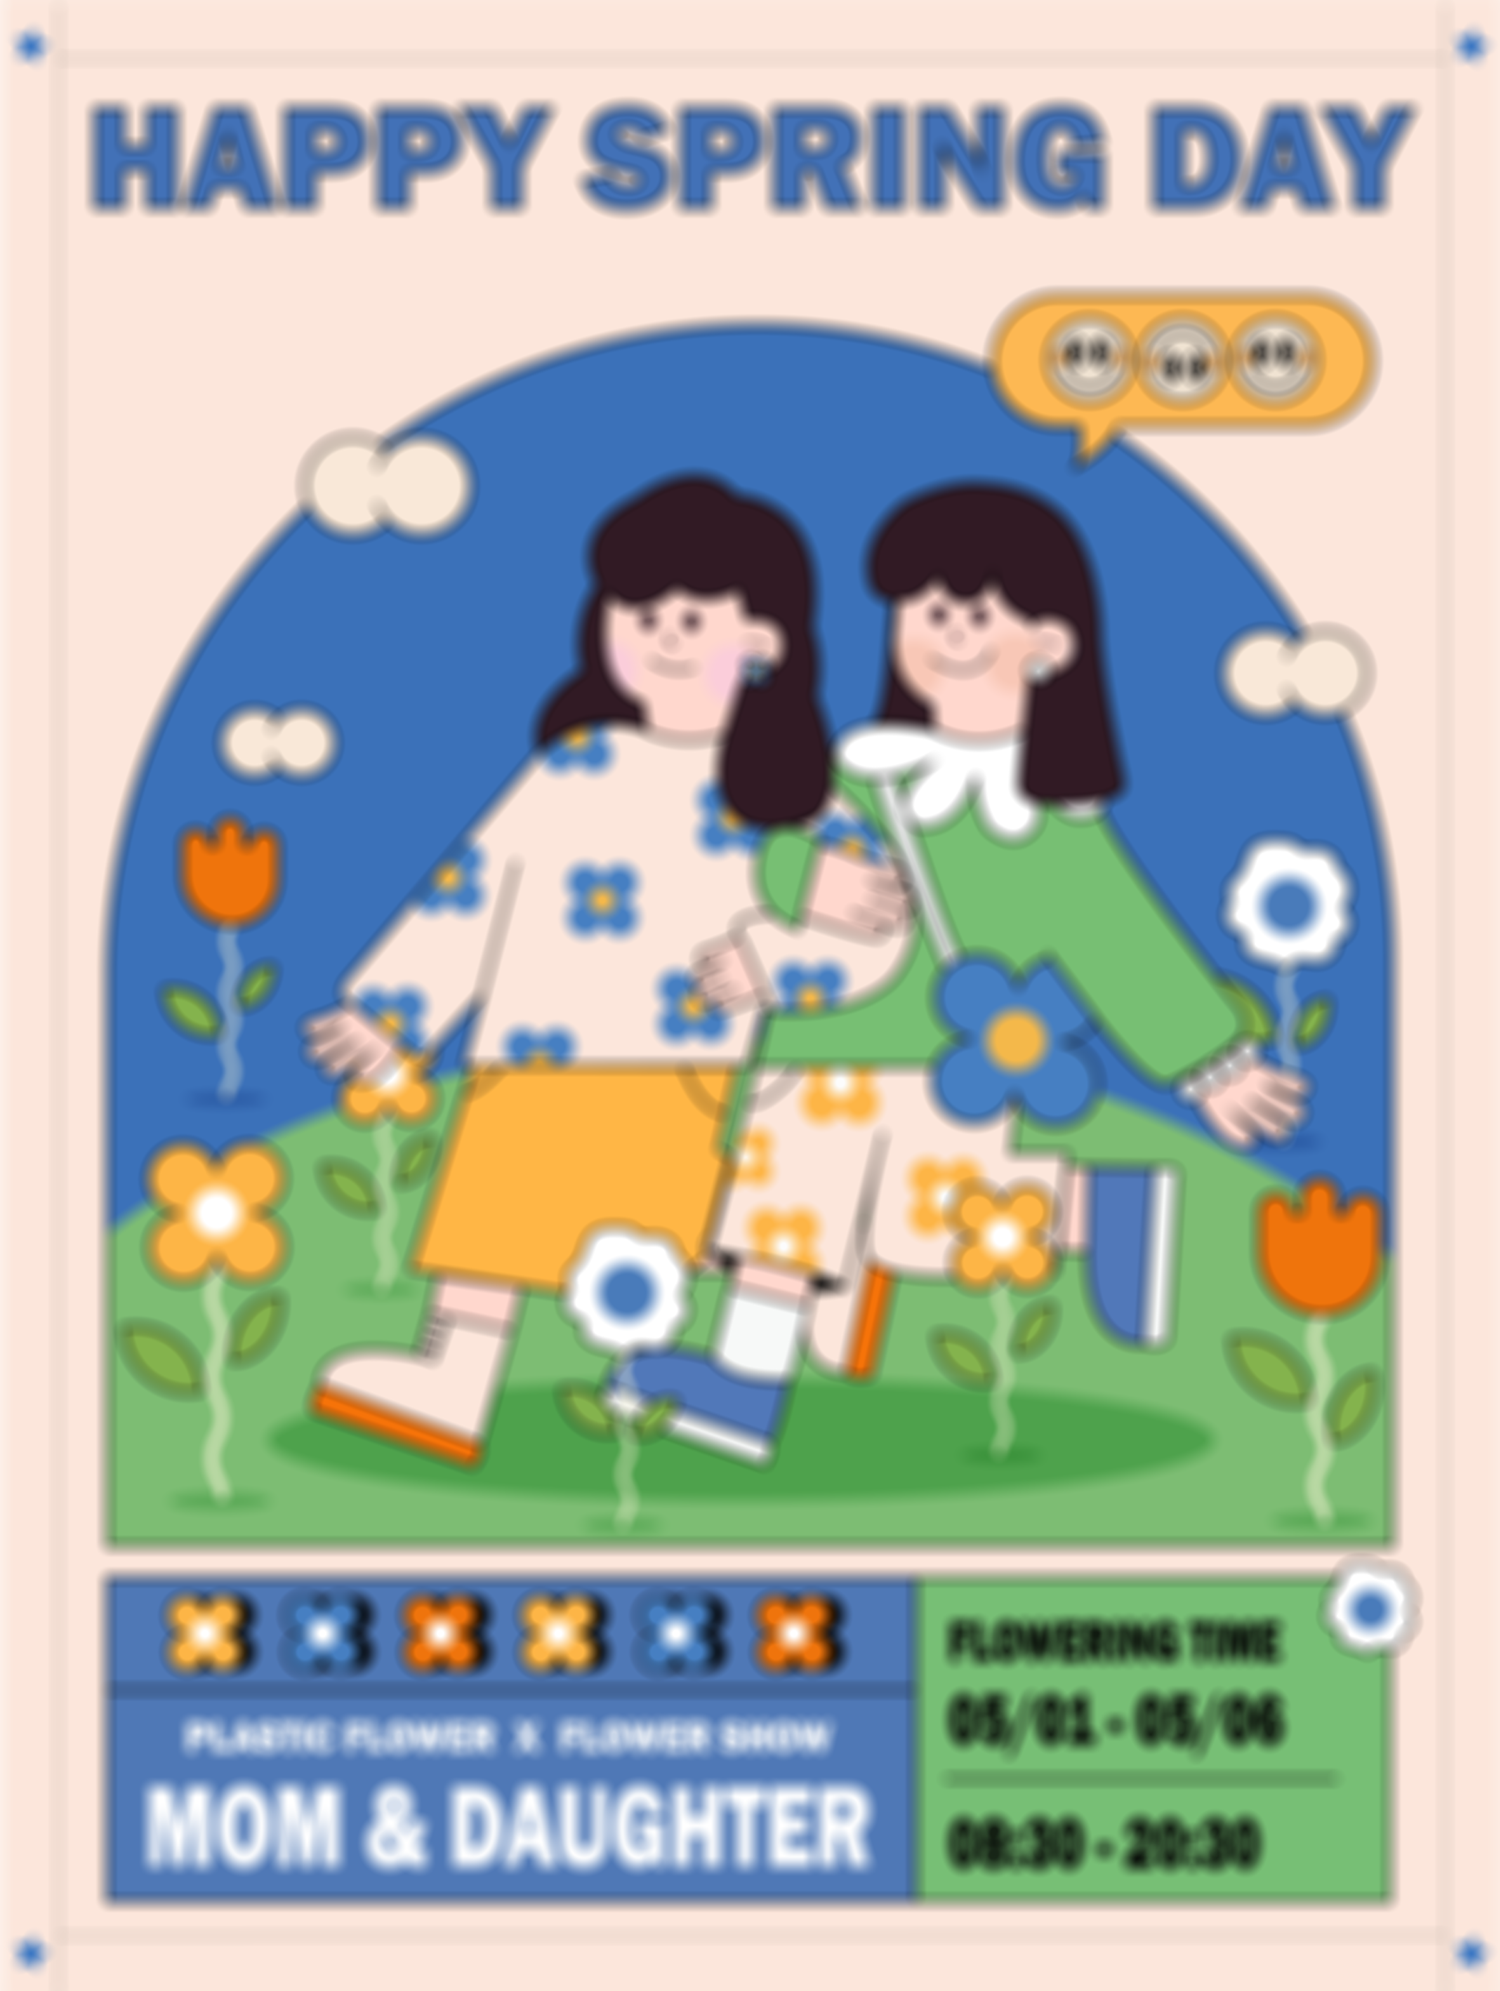 HAPPY SPRING DAY
PLASTIC FLOWER X FLOWER SHOW
MOM & DAUGHTER
FLOWERING TIME
05/01 - 05/06
08:30 - 20:30